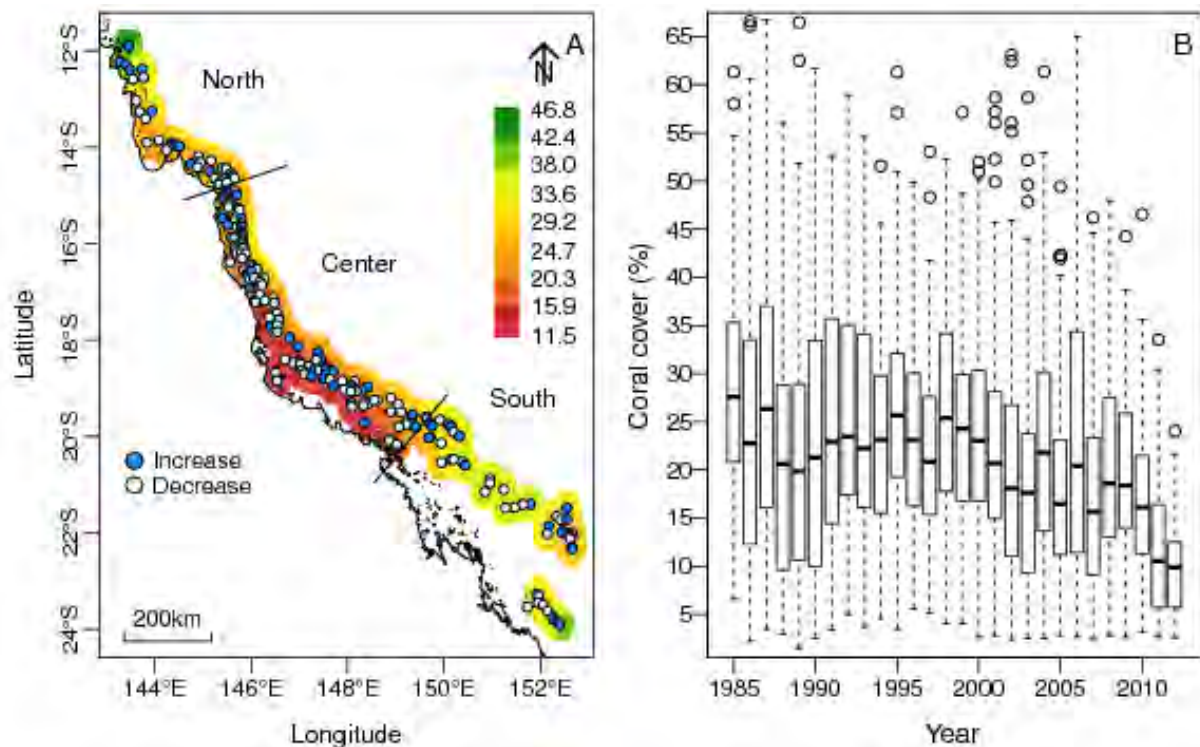 A
N
North
Center
South
46.8
42.4
38.0
33.6
29.2
24.7
20.3
15.9
11.5
Increase
Decrease
200km
12°S
14°S
16°S
18°S
20°S
22°S
24°S
Latitude
144°E 146°E 148°E 150°E 152°E
Longitude
B
65
60
55
50
45
40
35
30
25
20
15
10
5
Coral cover (%)
1985 1990 1995 2000 2005 2010
Year